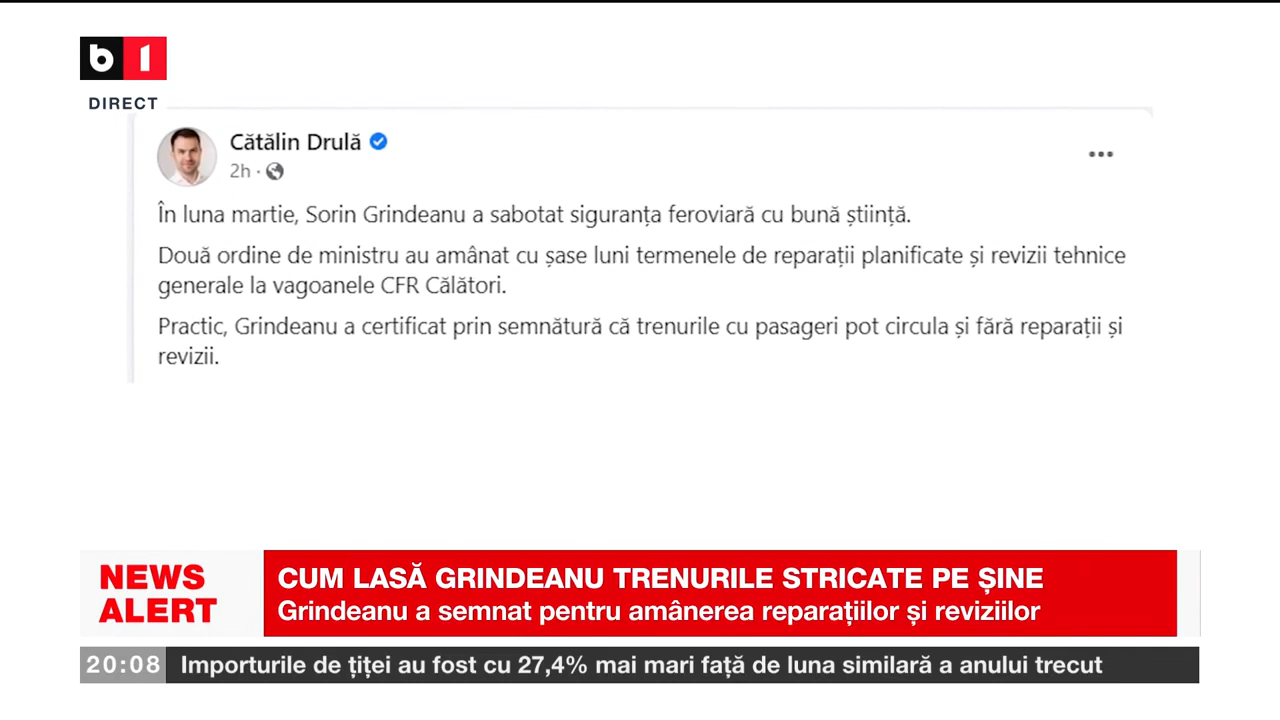 b1
DIRECT
Cătălin Drulă
2h ·
În luna martie, Sorin Grindeanu a sabotat siguranța feroviară cu bună știință.
Două ordine de ministru au amânat cu șase luni termenele de reparații planificate și revizii tehnice
generale la vagoanele CFR Călători.
Practic, Grindeanu a certificat prin semnătură că trenurile cu pasageri pot circula și fără reparații și
revizii.
NEWS
ALERT
CUM LASĂ GRINDEANU TRENURILE STRICATE PE ȘINE
Grindeanu a semnat pentru amânerea reparațiilor și reviziilor
20:08 Importurile de țiței au fost cu 27,4% mai mari față de luna similară a anului trecut